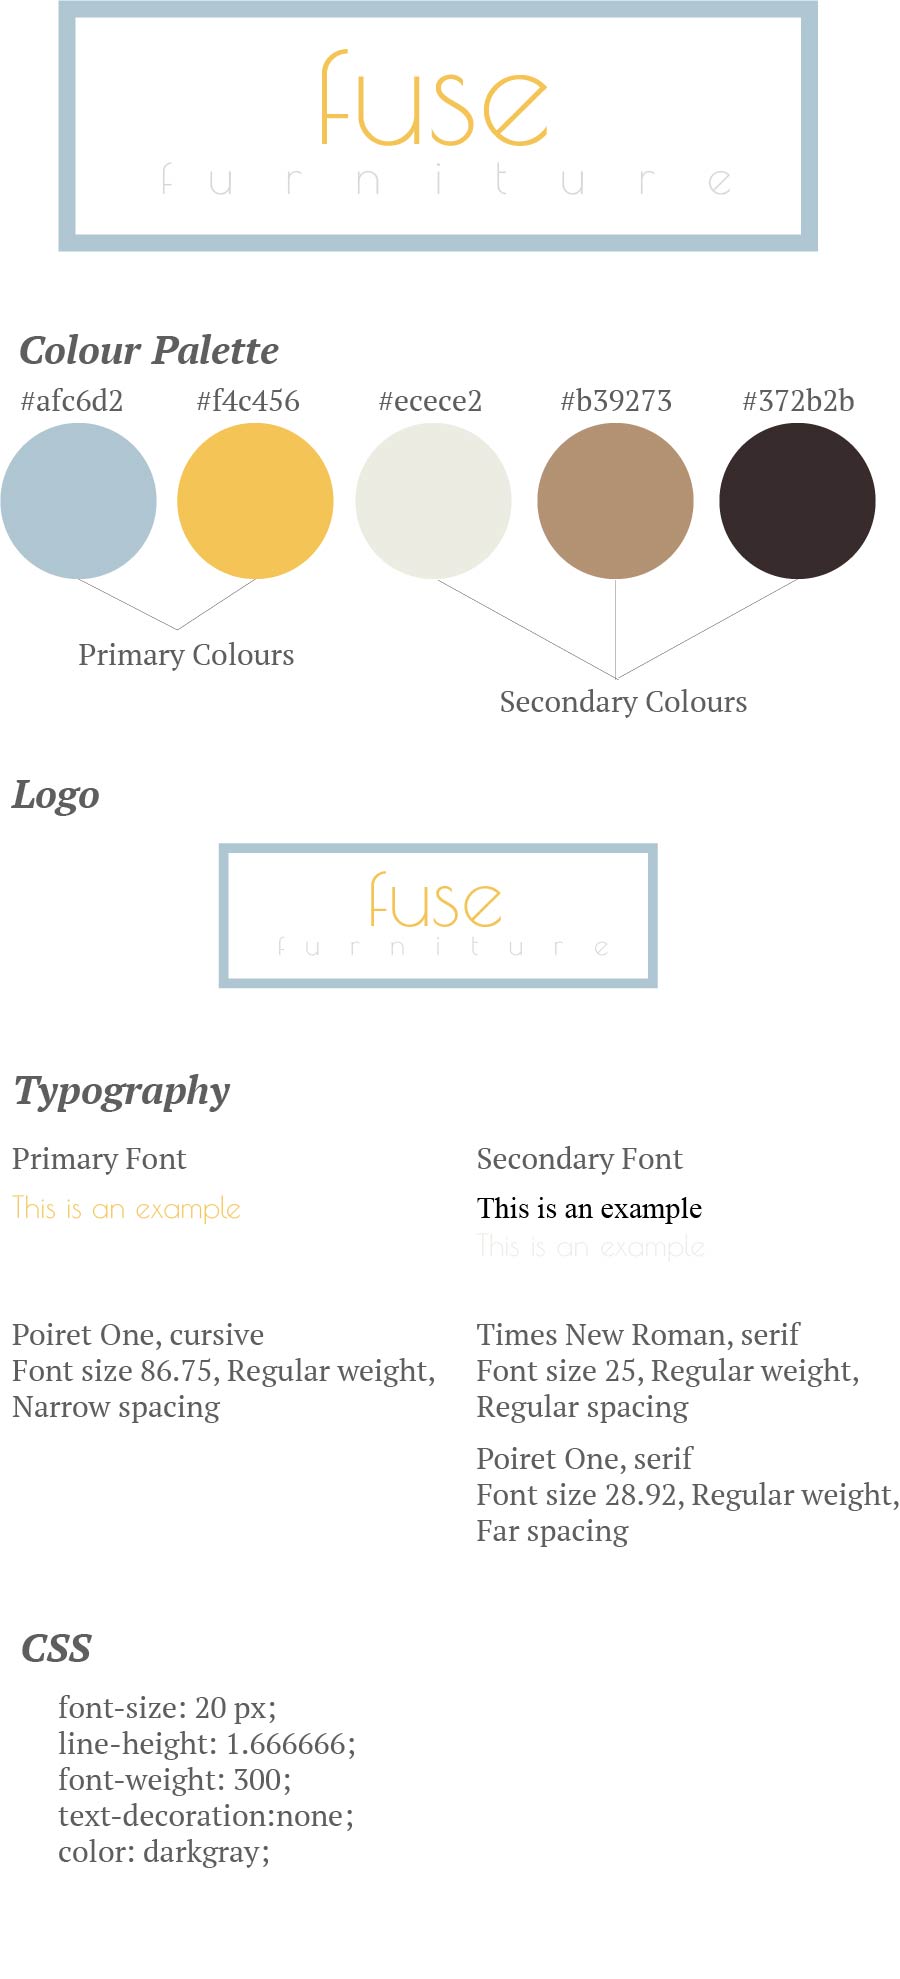 fuse
furniture
Colour Palette
#afc6d2 #f4c456 #ecece2 #b39273 #372b2b
Primary Colours
Secondary Colours
Logo
fuse
furniture
Typography
Primary Font
This is an example
Poiret One, cursive
Font size 86.75, Regular weight,
Narrow spacing
Secondary Font
This is an example
This is an example
Times New Roman, serif
Font size 25, Regular weight,
Regular spacing
Poiret One, serif
Font size 28.92, Regular weight,
Far spacing
CSS
font-size: 20 px;
line-height: 1.666666;
font-weight: 300;
text-decoration:none;
color: darkgray;